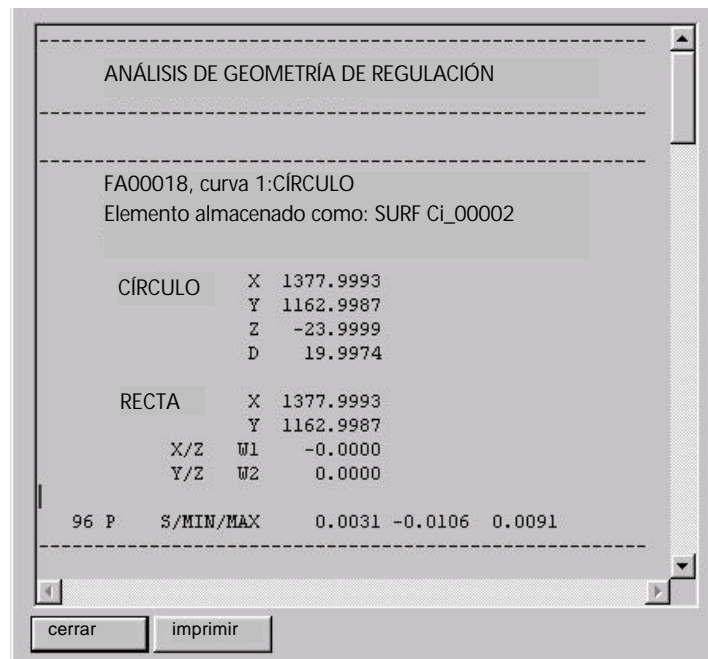 ------------------------------------------------------
ANÁLISIS DE GEOMETRÍA DE REGULACIÓN
------------------------------------------------------
------------------------------------------------------
FA00018, curva 1:CÍRCULO
Elemento almacenado como: SURF Ci_00002
CÍRCULO X 1377.9993
Y 1162.9987
Z -23.9999
D 19.9974
RECTA X 1377.9993
Y 1162.9987
X/Z W1 -0.0000
Y/Z W2 0.0000
96 P S/MIN/MAX 0.0031 -0.0106 0.0091
------------------------------------------------------
cerrar imprimir